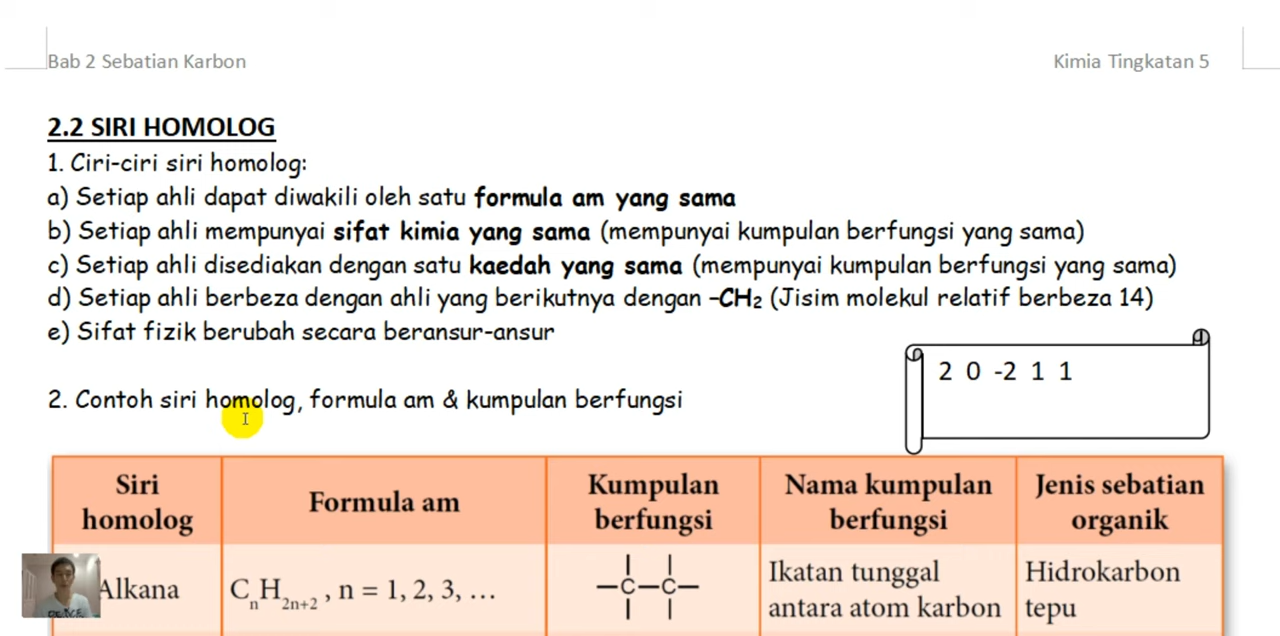 Bab 2 Sebatian Karbon
Kimia Tingkatan 5
2.2 SIRI HOMOLOG
1. Ciri-ciri siri homolog:
a) Setiap ahli dapat diwakili oleh satu formula am yang sama
b) Setiap ahli mempunyai sifat kimia yang sama (mempunyai kumpulan berfungsi yang sama)
c) Setiap ahli disediakan dengan satu kaedah yang sama (mempunyai kumpulan berfungsi yang sama)
d) Setiap ahli berbeza dengan ahli yang berikutnya dengan –CH₂ (Jisim molekul relatif berbeza 14)
e) Sifat fizik berubah secara beransur-ansur
2 0 -2 1 1
2. Contoh siri homolog, formula am & kumpulan berfungsi
Siri
homolog
Formula am
Kumpulan
berfungsi
Nama kumpulan
berfungsi
Jenis sebatian
organik
Alkana
CₙH₂ₙ₊₂ , n = 1, 2, 3, …
–C–C–
Ikatan tunggal
antara atom karbon
Hidrokarbon
tepu